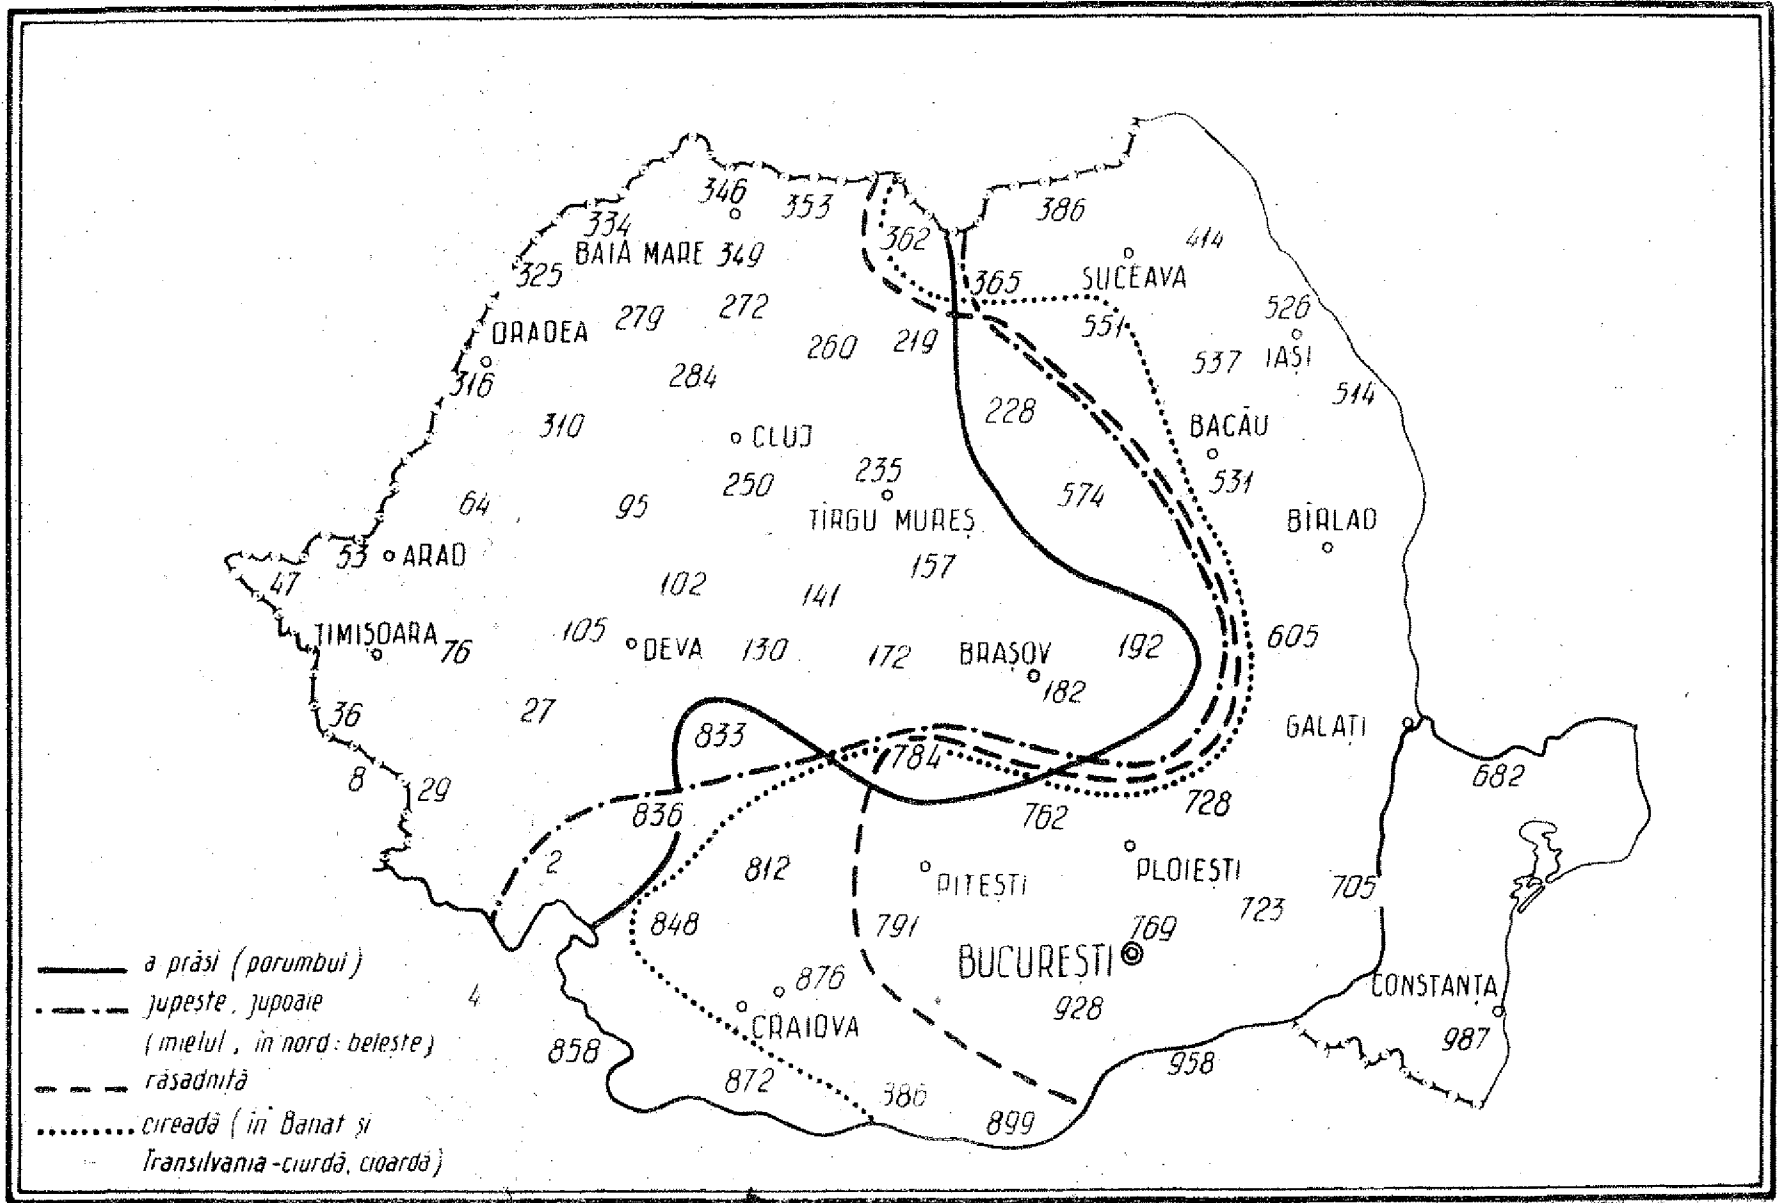 346
353
334
362
386
414
BAIA MARE 349
325
365
SUCEAVA
279
272
526
551
ORADEA
260
219
537
IAȘI
316
284
514
310
228
BACĂU
CLUJ
235
250
531
64
95
574
TÎRGU MUREȘ
BÎRLAD
53
ARAD
157
47
102
141
TIMIȘOARA
76
105
DEVA
130
172
BRAȘOV
192
605
182
36
27
833
GALAȚI
784
8
29
682
836
762
728
2
812
PITEȘTI
PLOIEȘTI
705
848
791
723
769
BUCUREȘTI
876
CRAIOVA
928
CONSTANȚA
987
4
858
872
886
899
958
a prăsi (porumbui)
jupește, jupoaie
(mielul, în nord: belește)
răsadniță
cireadă (în Banat și
Transilvania-ciurdă, cioardă)